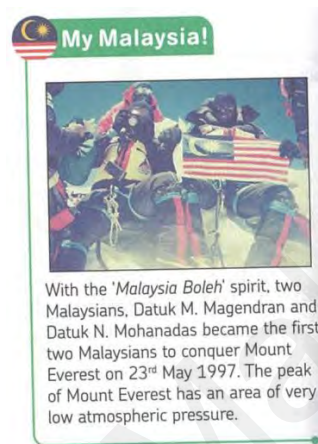 My Malaysia!
With the 'Malaysia Boleh' spirit, two
Malaysians, Datuk M. Magendran and
Datuk N. Mohanadas became the first
two Malaysians to conquer Mount
Everest on 23rd May 1997. The peak
of Mount Everest has an area of very
low atmospheric pressure.